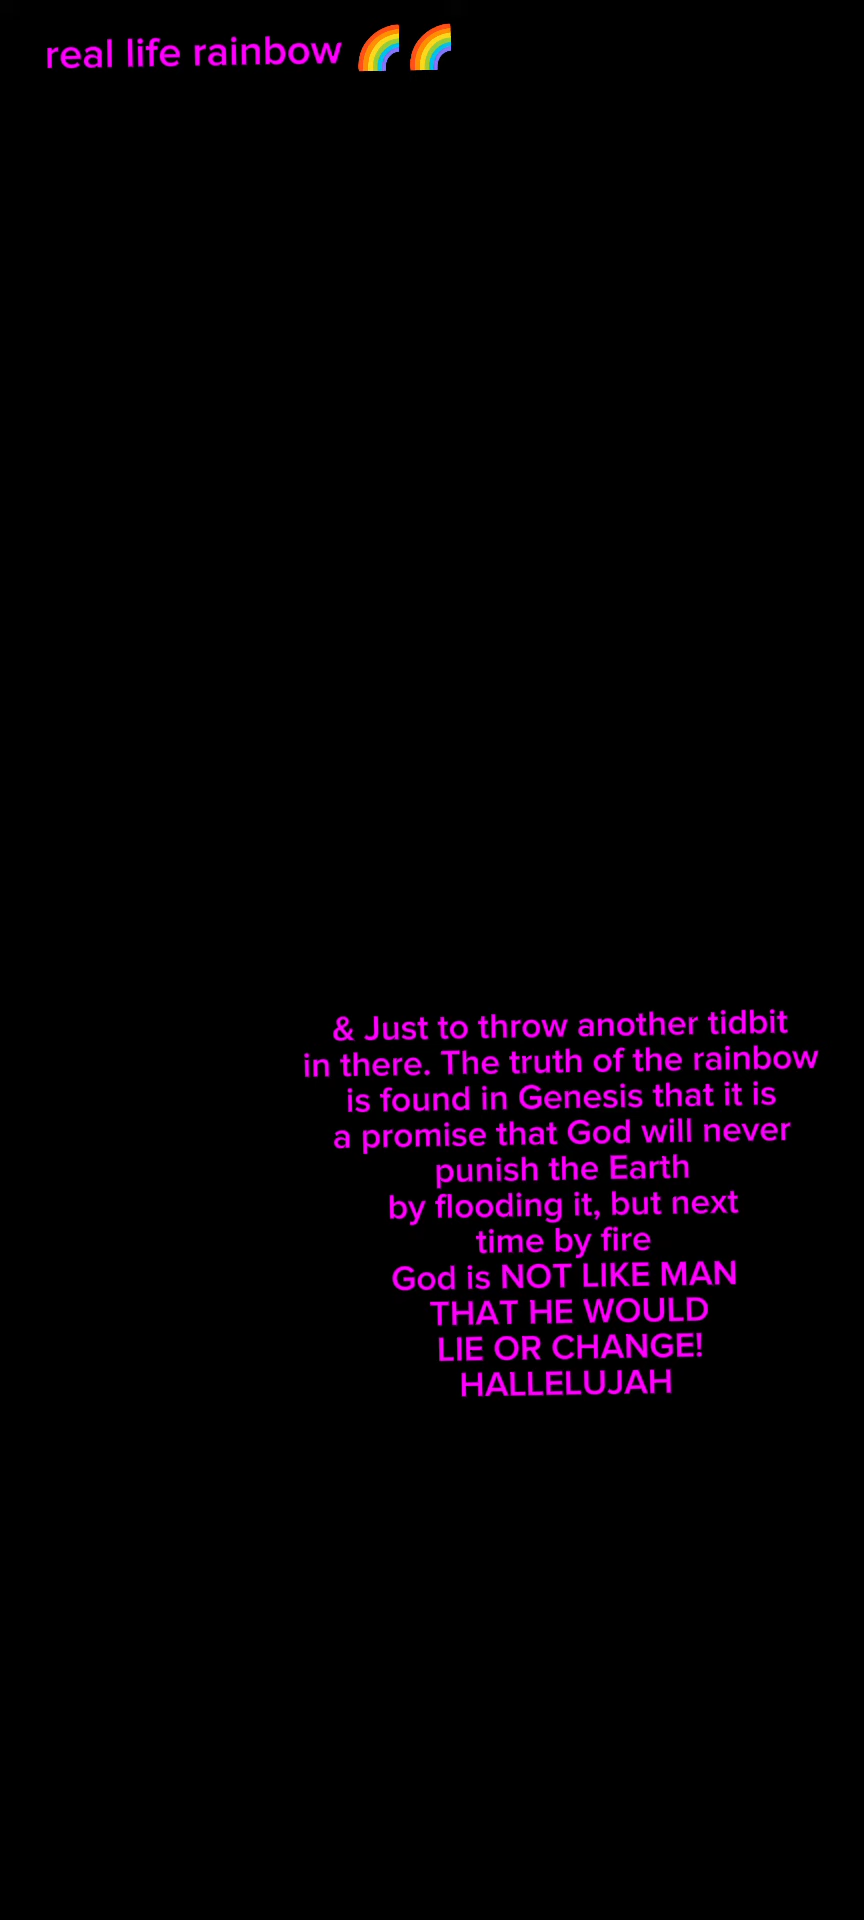 real life rainbow 🌈🌈
& Just to throw another tidbit
in there. The truth of the rainbow
is found in Genesis that it is
a promise that God will never
punish the Earth
by flooding it, but next
time by fire
God is NOT LIKE MAN
THAT HE WOULD
LIE OR CHANGE!
HALLELUJAH